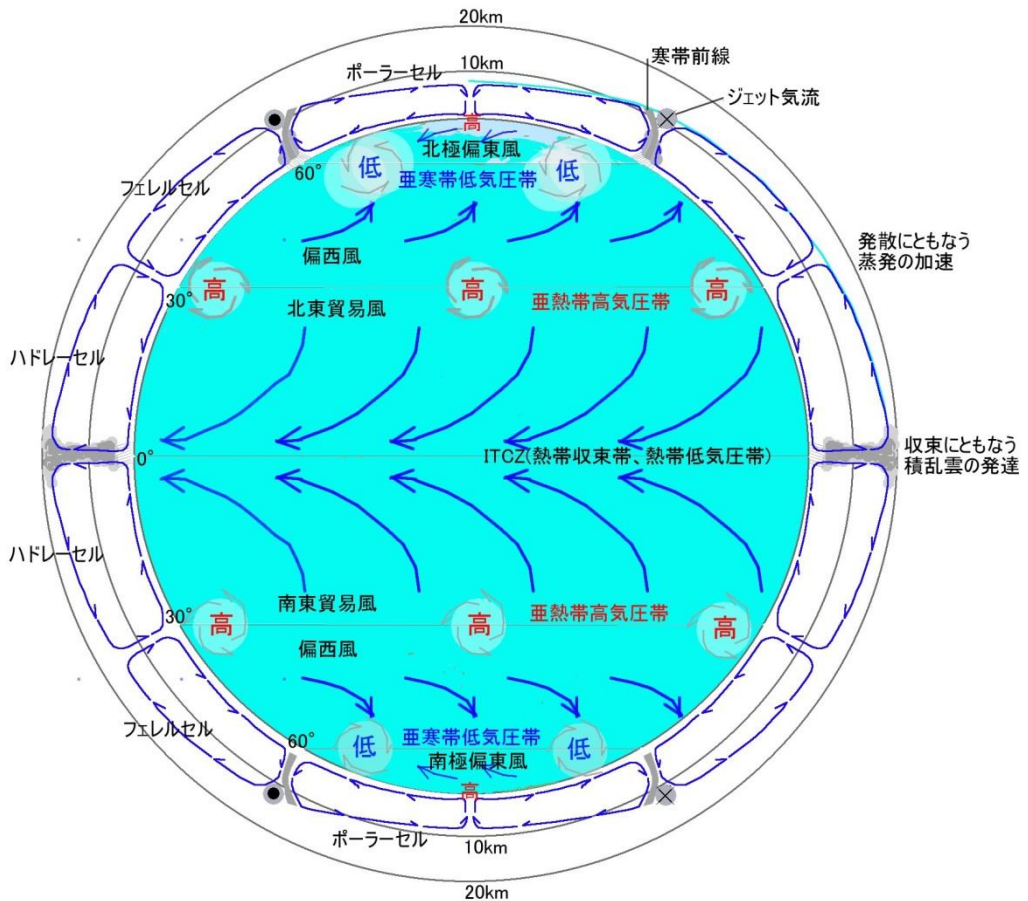 20km
10km
ポーラーセル
寒帯前線
ジェット気流
高
北極偏東風
60°
低
低
亜寒帯低気圧帯
フェレルセル
偏西風
発散にともなう
蒸発の加速
高
高
高
30°
北東貿易風
亜熱帯高気圧帯
ハドレーセル
0°
ITCZ(熱帯収束帯、熱帯低気圧帯)
収束にともなう
積乱雲の発達
ハドレーセル
南東貿易風
亜熱帯高気圧帯
30°
高
高
高
偏西風
フェレルセル
60°
低
亜寒帯低気圧帯
低
南極偏東風
高
ポーラーセル
10km
20km